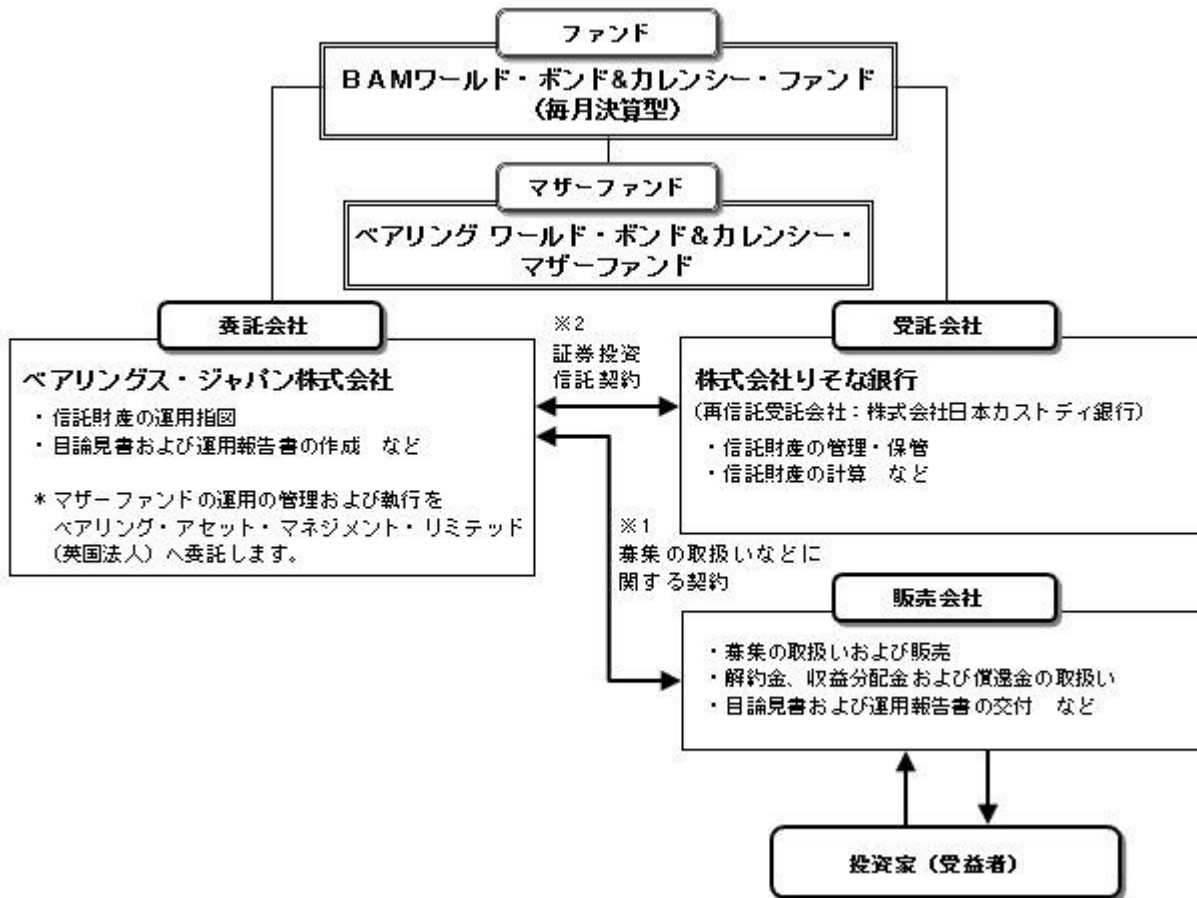 ファンド
BAMワールド・ボンド&カレンシー・ファンド
(毎月決算型)
マザーファンド
ベアリング ワールド・ボンド&カレンシー・
マザーファンド
委託会社
ベアリングス・ジャパン株式会社
・信託財産の運用指図
・目論見書および運用報告書の作成 など
* マザーファンドの運用の管理および執行を
ベアリング・アセット・マネジメント・リミテッド
(英国法人)へ委託します。
※2
証券投資
信託契約
※1
募集の取扱いなどに
関する契約
受託会社
株式会社りそな銀行
(再信託受託会社:株式会社日本カストディ銀行)
・信託財産の管理・保管
・信託財産の計算 など
販売会社
・募集の取扱いおよび販売
・解約金、収益分配金および償還金の取扱い
・目論見書および運用報告書の交付 など
投資家(受益者)